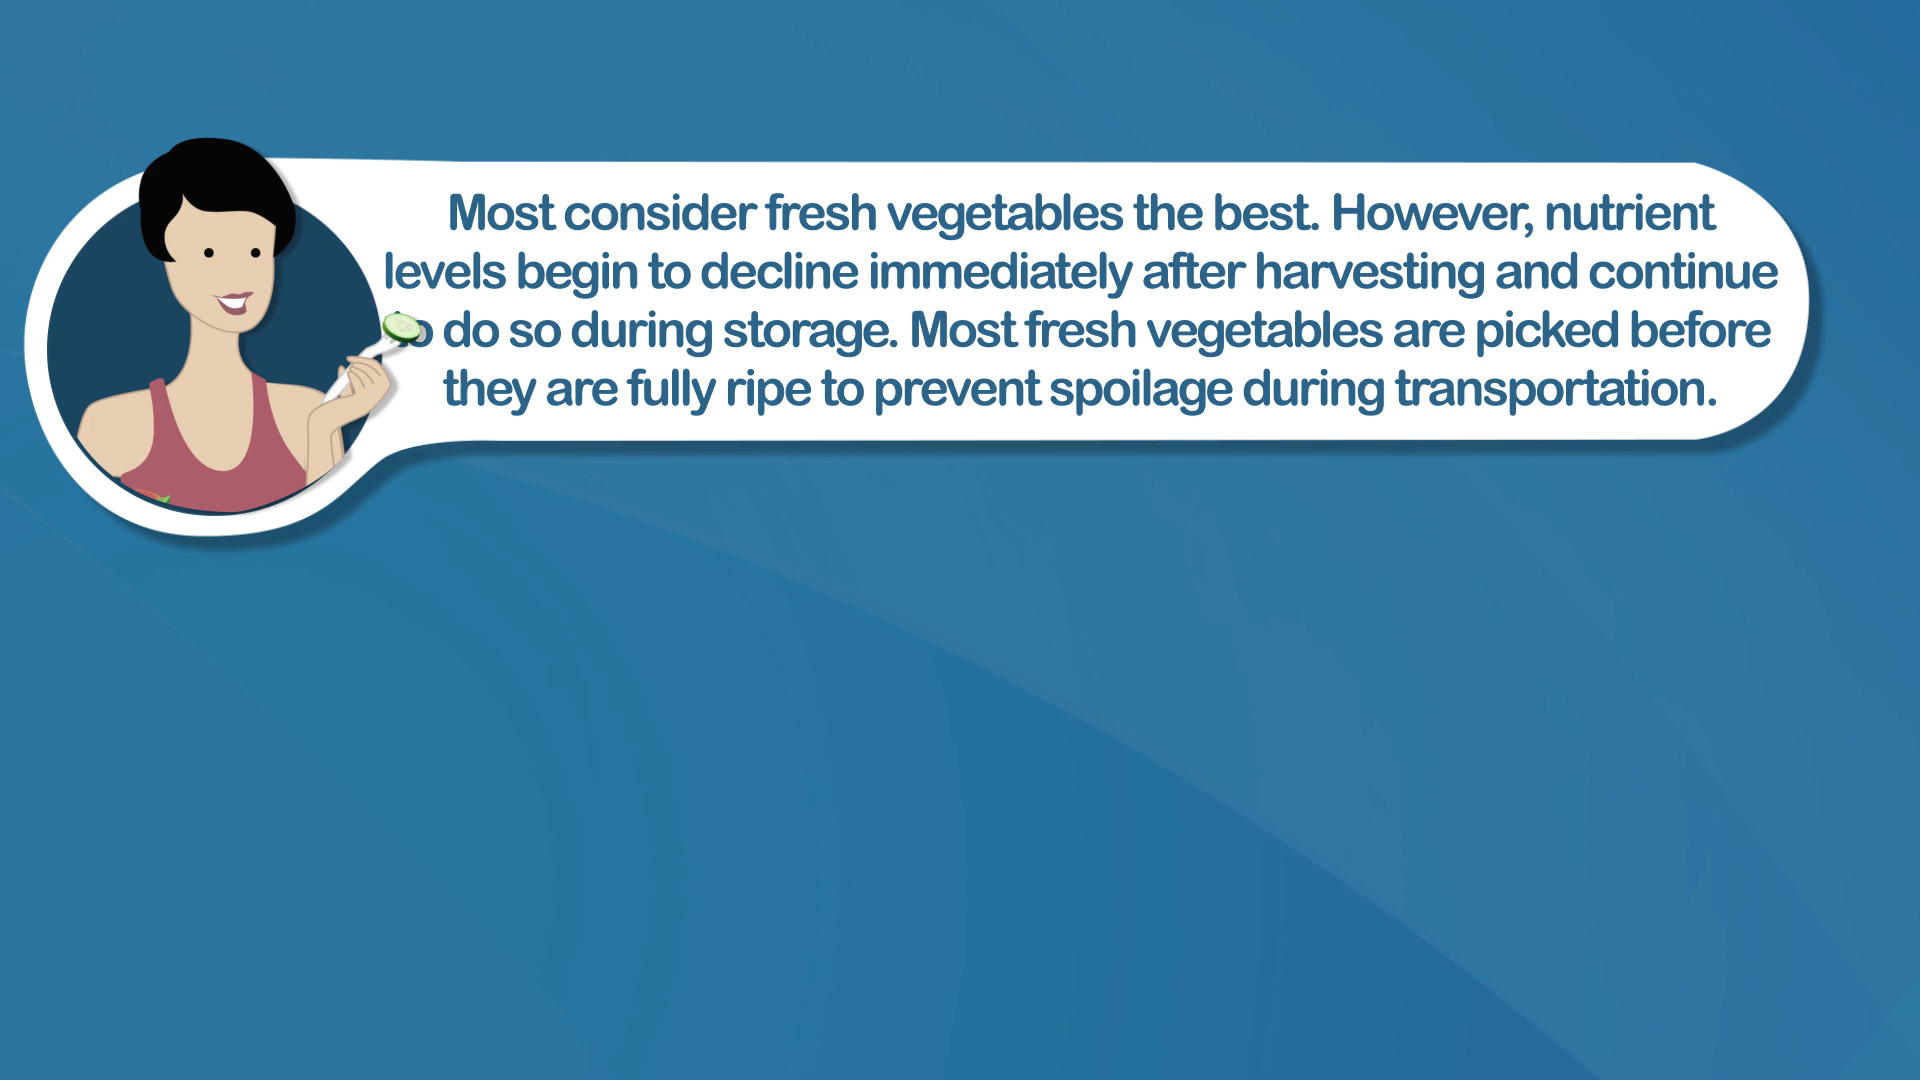 Most consider fresh vegetables the best. However, nutrient
levels begin to decline immediately after harvesting and continue
to do so during storage. Most fresh vegetables are picked before
they are fully ripe to prevent spoilage during transportation.